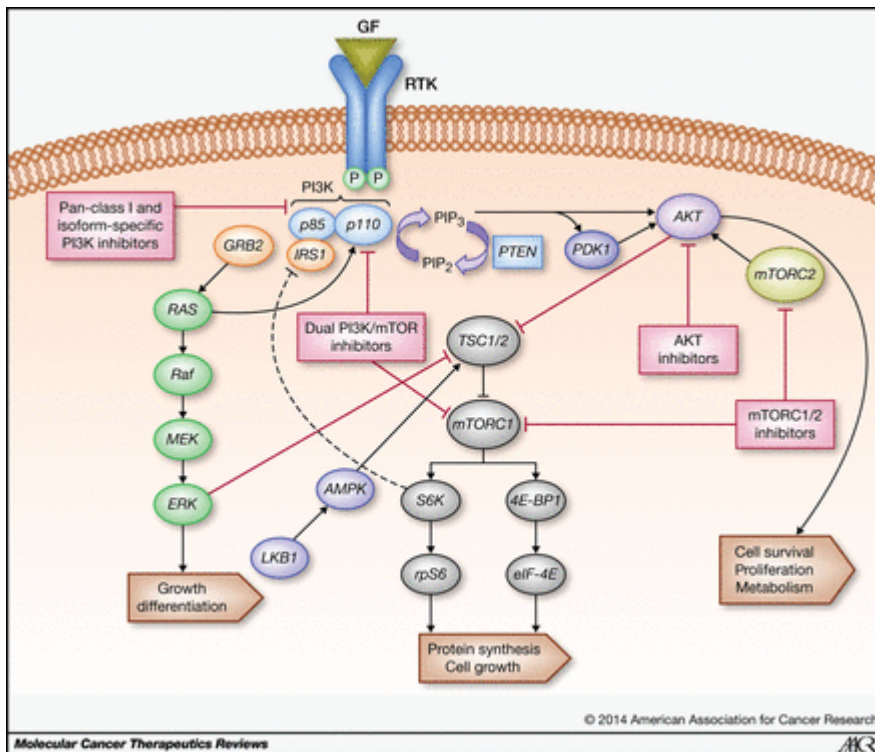 GF
RTK
P P
PI3K
Pan-class I and
isoform-specific
PI3K inhibitors
p85
p110
IRS1
GRB2
PIP3
PIP2
PTEN
PDK1
AKT
mTORC2
RAS
Raf
MEK
ERK
Dual PI3K/mTOR
inhibitors
TSC1/2
mTORC1
AKT
inhibitors
mTORC1/2
inhibitors
AMPK
LKB1
S6K
4E-BP1
rpS6
eIF-4E
Growth
differentiation
Cell survival
Proliferation
Metabolism
Protein synthesis
Cell growth
© 2014 American Association for Cancer Research
Molecular Cancer Therapeutics Reviews